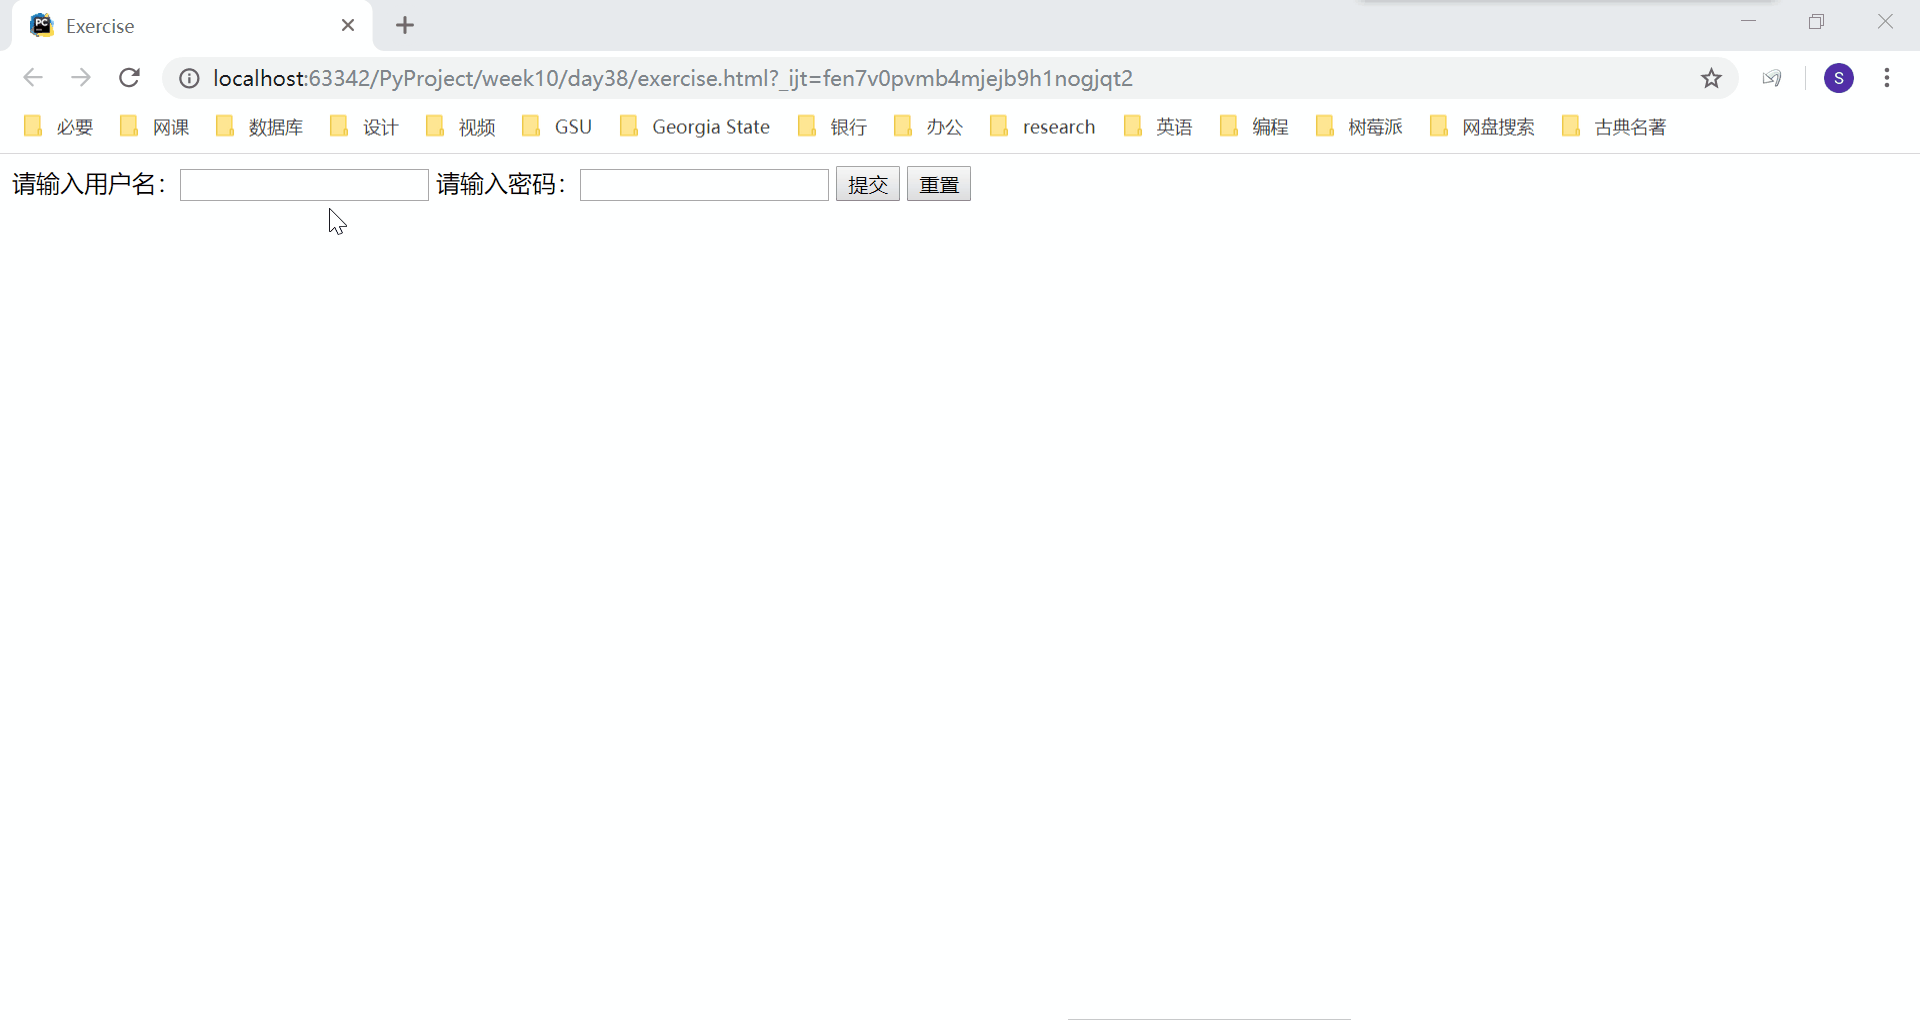 PC
Exercise
localhost:63342/PyProject/week10/day38/exercise.html?_ijt=fen7v0pvmb4mjejb9h1nogjqt2
S
必要 网课 数据库 设计 视频 GSU Georgia State 银行 办公 research 英语 编程 树莓派 网盘搜索 古典名著
请输入用户名： 请输入密码： 提交 重置